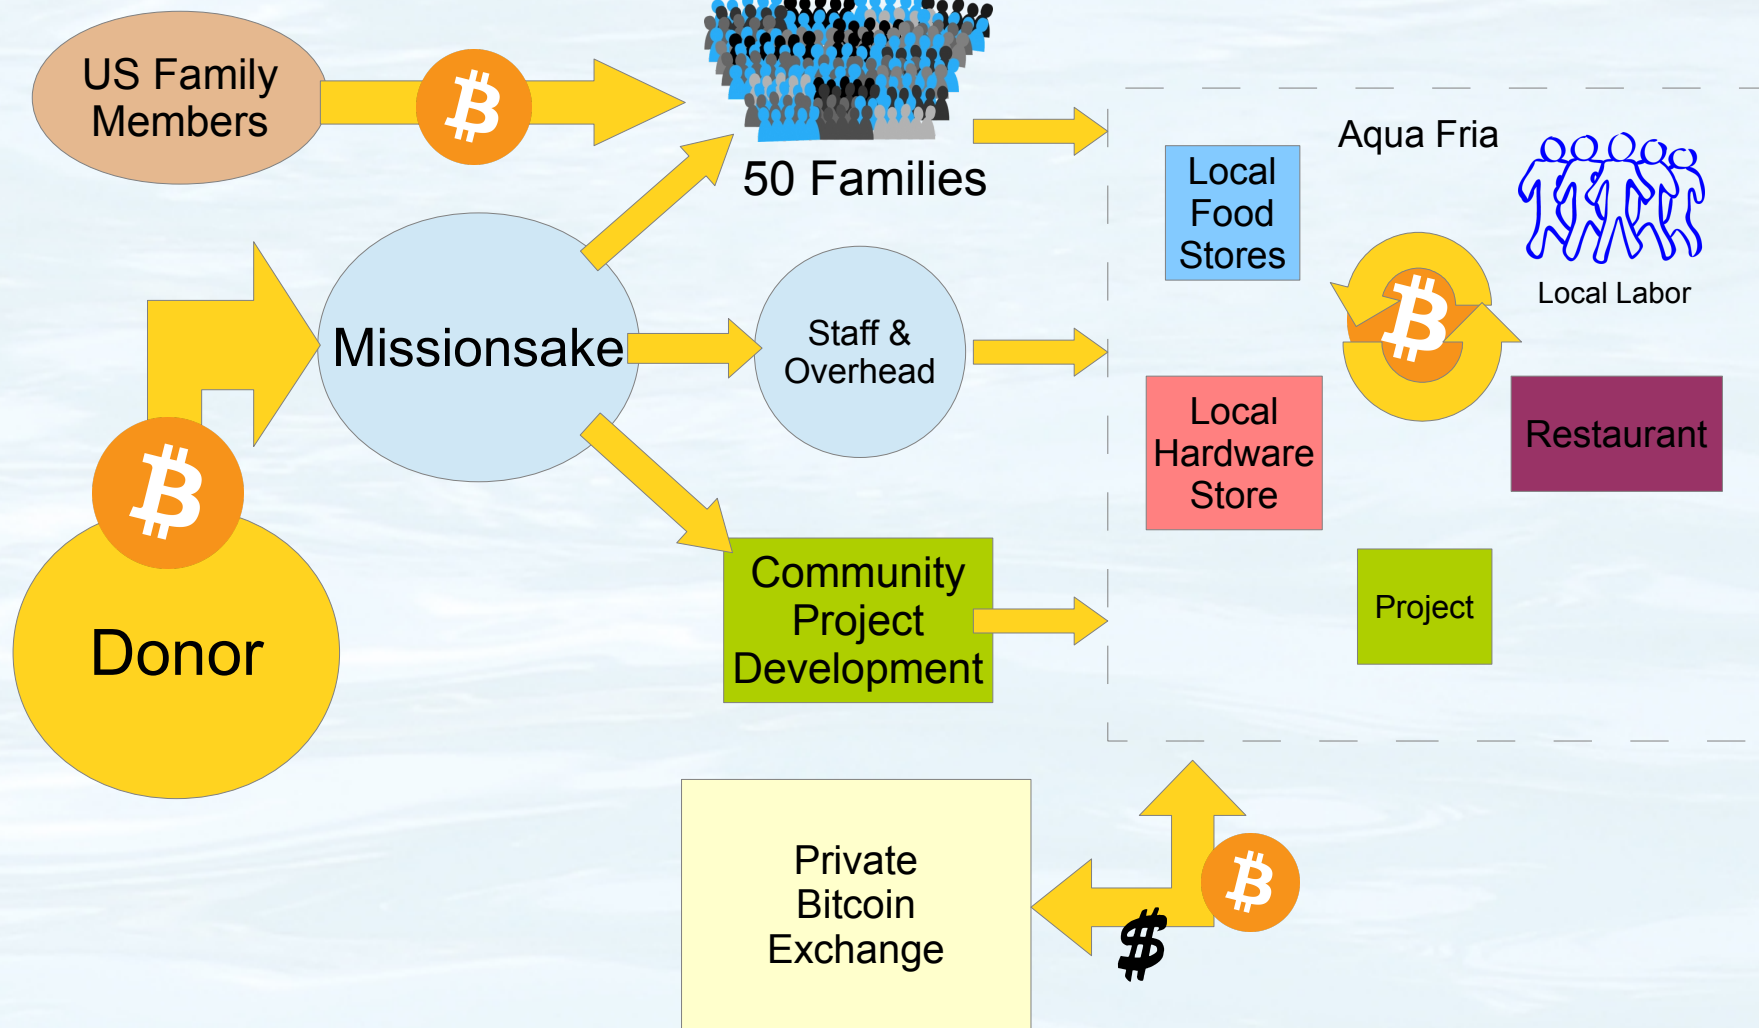 US Family
Members
50 Families
Aqua Fria
Local
Food
Stores
Local Labor
Missionsake
Staff &
Overhead
Local
Hardware
Store
Restaurant
Donor
Community
Project
Development
Project
Private
Bitcoin
Exchange
$